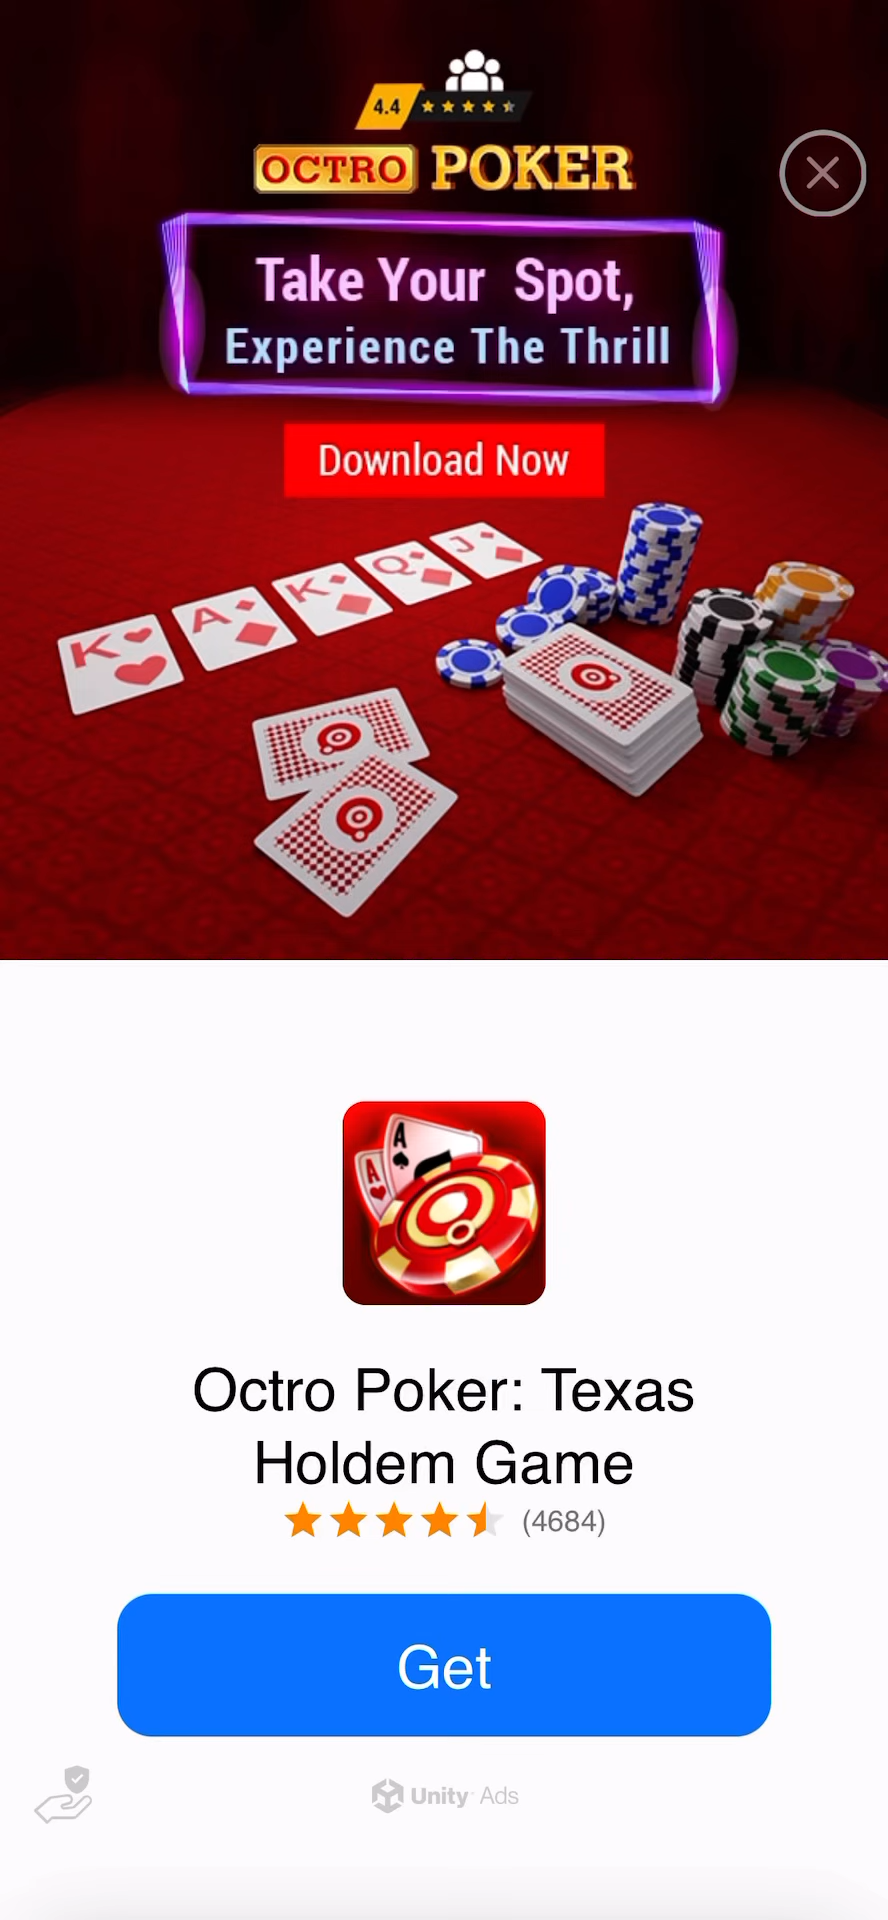 4.4
OCTRO POKER
Take Your Spot,
Experience The Thrill
Download Now
K A K Q J
A A
Octro Poker: Texas
Holdem Game
(4684)
Get
Unity Ads